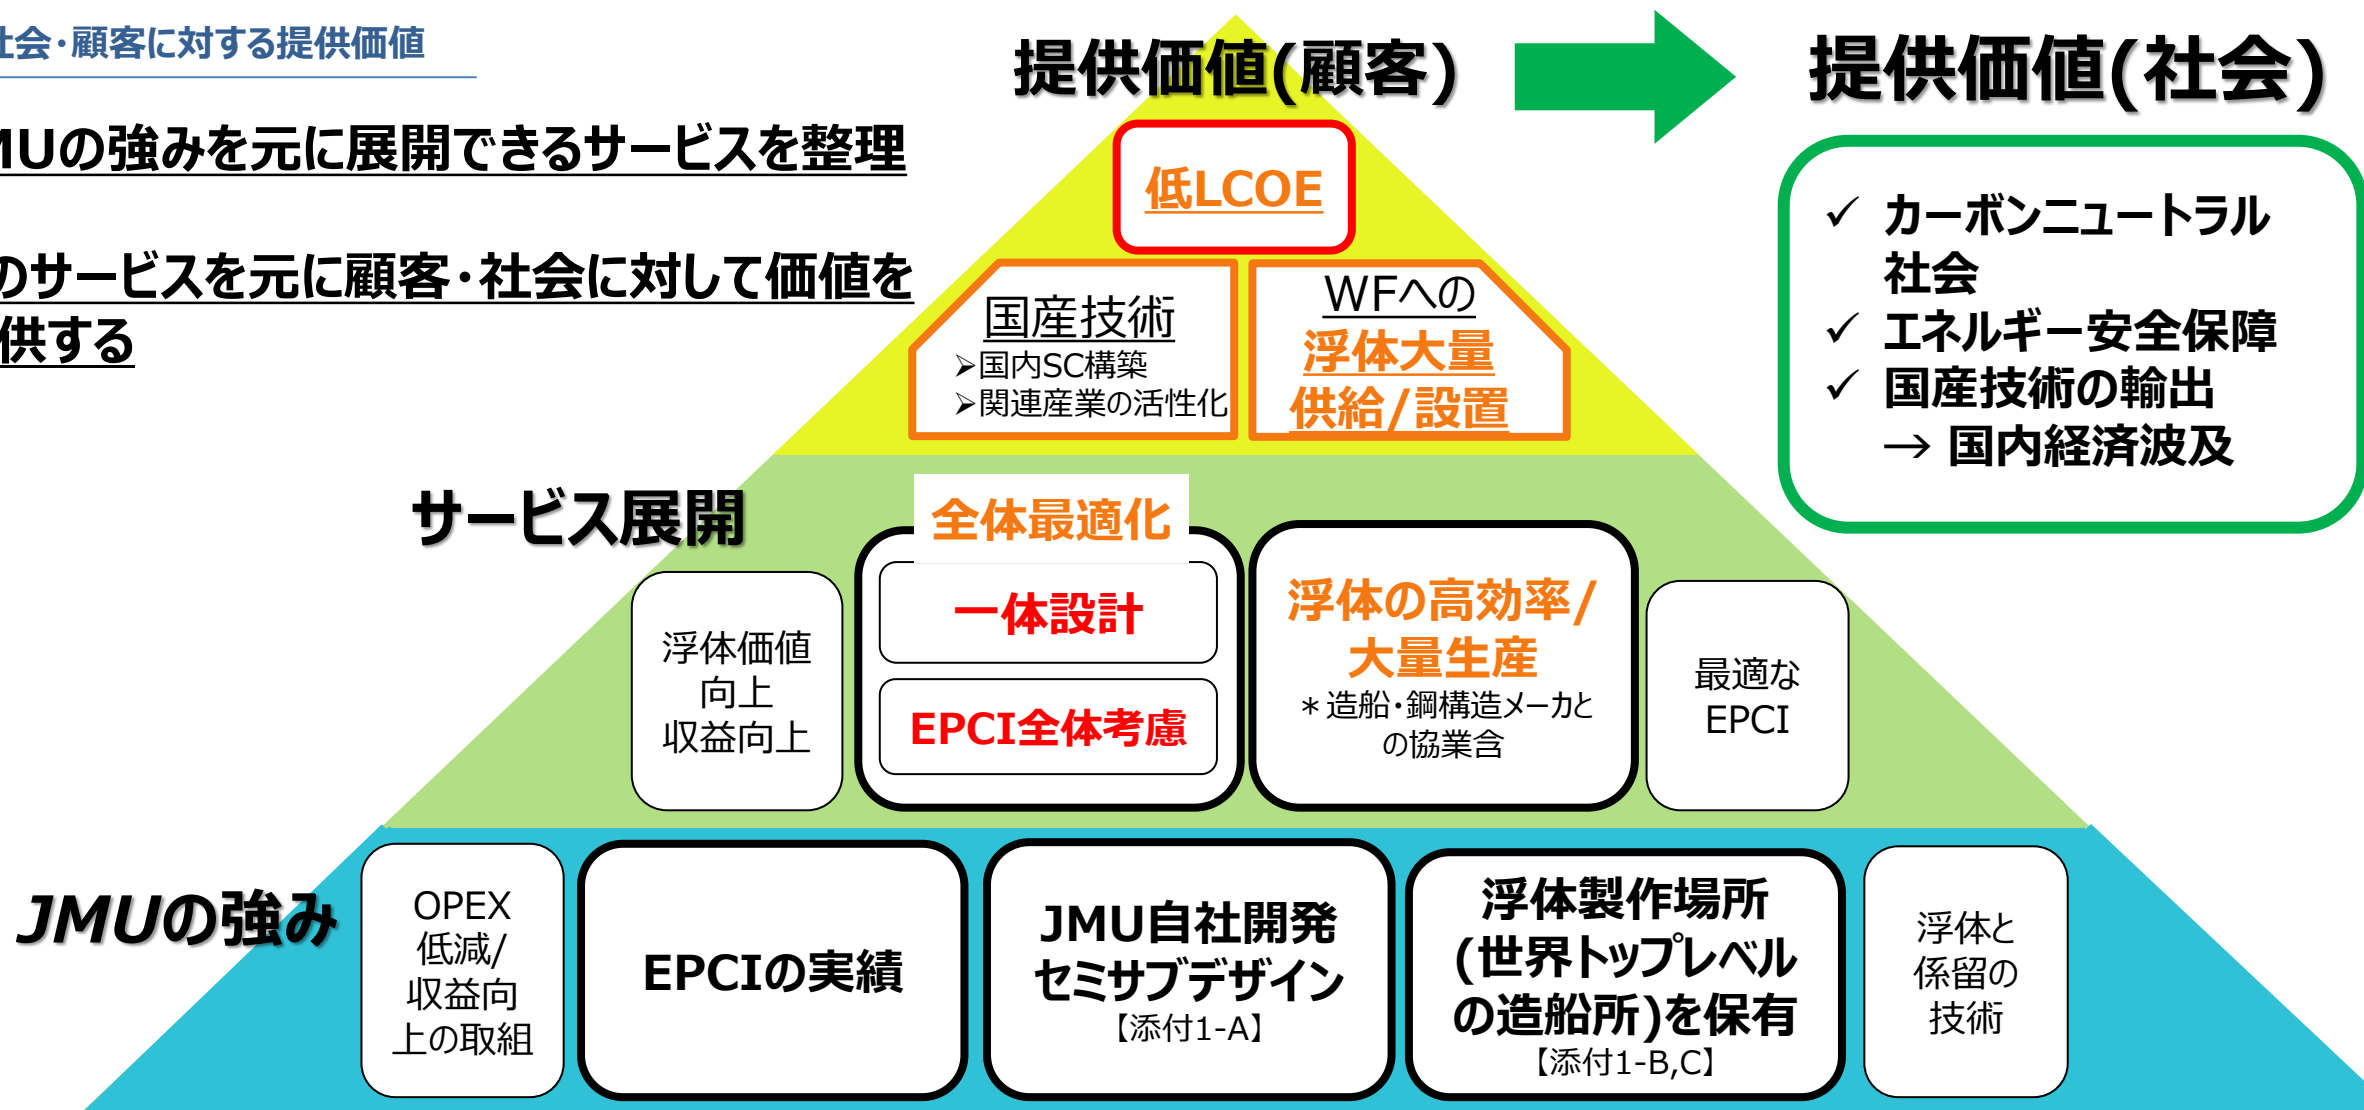 社会・顧客に対する提供価値
MUの強みを元に展開できるサービスを整理
のサービスを元に顧客・社会に対して価値を
供する
提供価値(顧客)
提供価値(社会)
低LCOE
国産技術
➢国内SC構築
➢関連産業の活性化
WFへの
浮体大量
供給/設置
✓ カーボンニュートラル
社会
✓ エネルギー安全保障
✓ 国産技術の輸出
→ 国内経済波及
サービス展開
浮体価値
向上
収益向上
全体最適化
一体設計
EPCI全体考慮
浮体の高効率/
大量生産
＊造船・鋼構造メーカと
の協業含
最適な
EPCI
JMUの強み
OPEX
低減/
収益向
上の取組
EPCIの実績
JMU自社開発
セミサブデザイン
【添付1-A】
浮体製作場所
(世界トップレベル
の造船所)を保有
【添付1-B,C】
浮体と
係留の
技術